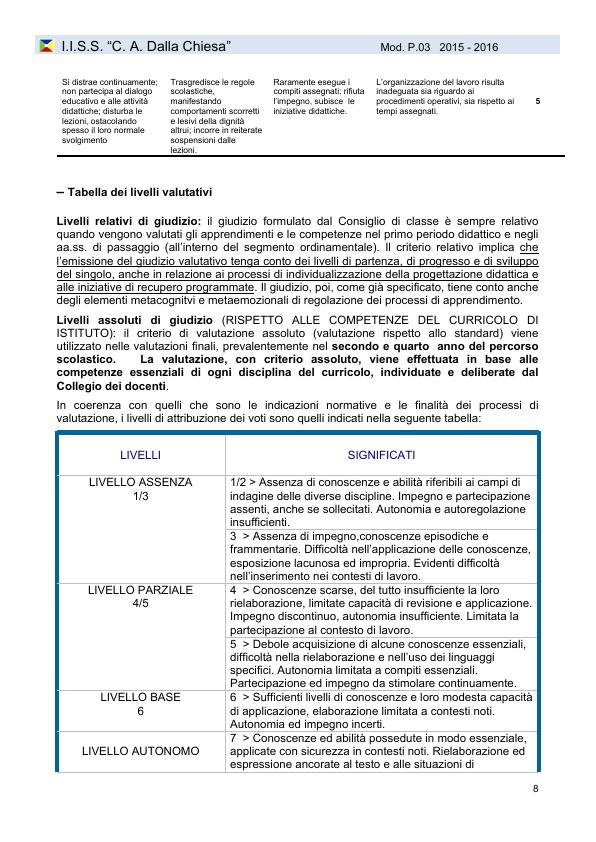 I.I.S.S. “C. A. Dalla Chiesa” Mod. P.03 2015 - 2016
Si distrae continuamente;
non partecipa al dialogo
educativo e alle attività
didattiche; disturba le
lezioni, ostacolando
spesso il loro normale
svolgimento
Trasgredisce le regole
scolastiche,
manifestando
comportamenti scorretti
e lesivi della dignità
altrui; incorre in reiterate
sospensioni dalle
lezioni.
Raramente esegue i
compiti assegnati; rifiuta
l’impegno, subisce le
iniziative didattiche.
L’organizzazione del lavoro risulta
inadeguata sia riguardo ai
procedimenti operativi, sia rispetto ai
tempi assegnati.
5
– Tabella dei livelli valutativi
Livelli relativi di giudizio: il giudizio formulato dal Consiglio di classe è sempre relativo
quando vengono valutati gli apprendimenti e le competenze nel primo periodo didattico e negli
aa.ss. di passaggio (all’interno del segmento ordinamentale). Il criterio relativo implica che
l’emissione del giudizio valutativo tenga conto dei livelli di partenza, di progresso e di sviluppo
del singolo, anche in relazione ai processi di individualizzazione della progettazione didattica e
alle iniziative di recupero programmate. Il giudizio, poi, come già specificato, tiene conto anche
degli elementi metacognitvi e metaemozionali di regolazione dei processi di apprendimento.
Livelli assoluti di giudizio (RISPETTO ALLE COMPETENZE DEL CURRICOLO DI
ISTITUTO): il criterio di valutazione assoluto (valutazione rispetto allo standard) viene
utilizzato nelle valutazioni finali, prevalentemente nel secondo e quarto anno del percorso
scolastico. La valutazione, con criterio assoluto, viene effettuata in base alle
competenze essenziali di ogni disciplina del curricolo, individuate e deliberate dal
Collegio dei docenti.
In coerenza con quelli che sono le indicazioni normative e le finalità dei processi di
valutazione, i livelli di attribuzione dei voti sono quelli indicati nella seguente tabella:
LIVELLI
SIGNIFICATI
LIVELLO ASSENZA
1/3
1/2 > Assenza di conoscenze e abilità riferibili ai campi di
indagine delle diverse discipline. Impegno e partecipazione
assenti, anche se sollecitati. Autonomia e autoregolazione
insufficienti.
3 > Assenza di impegno,conoscenze episodiche e
frammentarie. Difficoltà nell’applicazione delle conoscenze,
esposizione lacunosa ed impropria. Evidenti difficoltà
nell’inserimento nei contesti di lavoro.
LIVELLO PARZIALE
4/5
4 > Conoscenze scarse, del tutto insufficiente la loro
rielaborazione, limitate capacità di revisione e applicazione.
Impegno discontinuo, autonomia insufficiente. Limitata la
partecipazione al contesto di lavoro.
5 > Debole acquisizione di alcune conoscenze essenziali,
difficoltà nella rielaborazione e nell’uso dei linguaggi
specifici. Autonomia limitata a compiti essenziali.
Partecipazione ed impegno da stimolare continuamente.
LIVELLO BASE
6
6 > Sufficienti livelli di conoscenze e loro modesta capacità
di applicazione, elaborazione limitata a contesti noti.
Autonomia ed impegno incerti.
LIVELLO AUTONOMO
7 > Conoscenze ed abilità possedute in modo essenziale,
applicate con sicurezza in contesti noti. Rielaborazione ed
espressione ancorate al testo e alle situazioni di
8